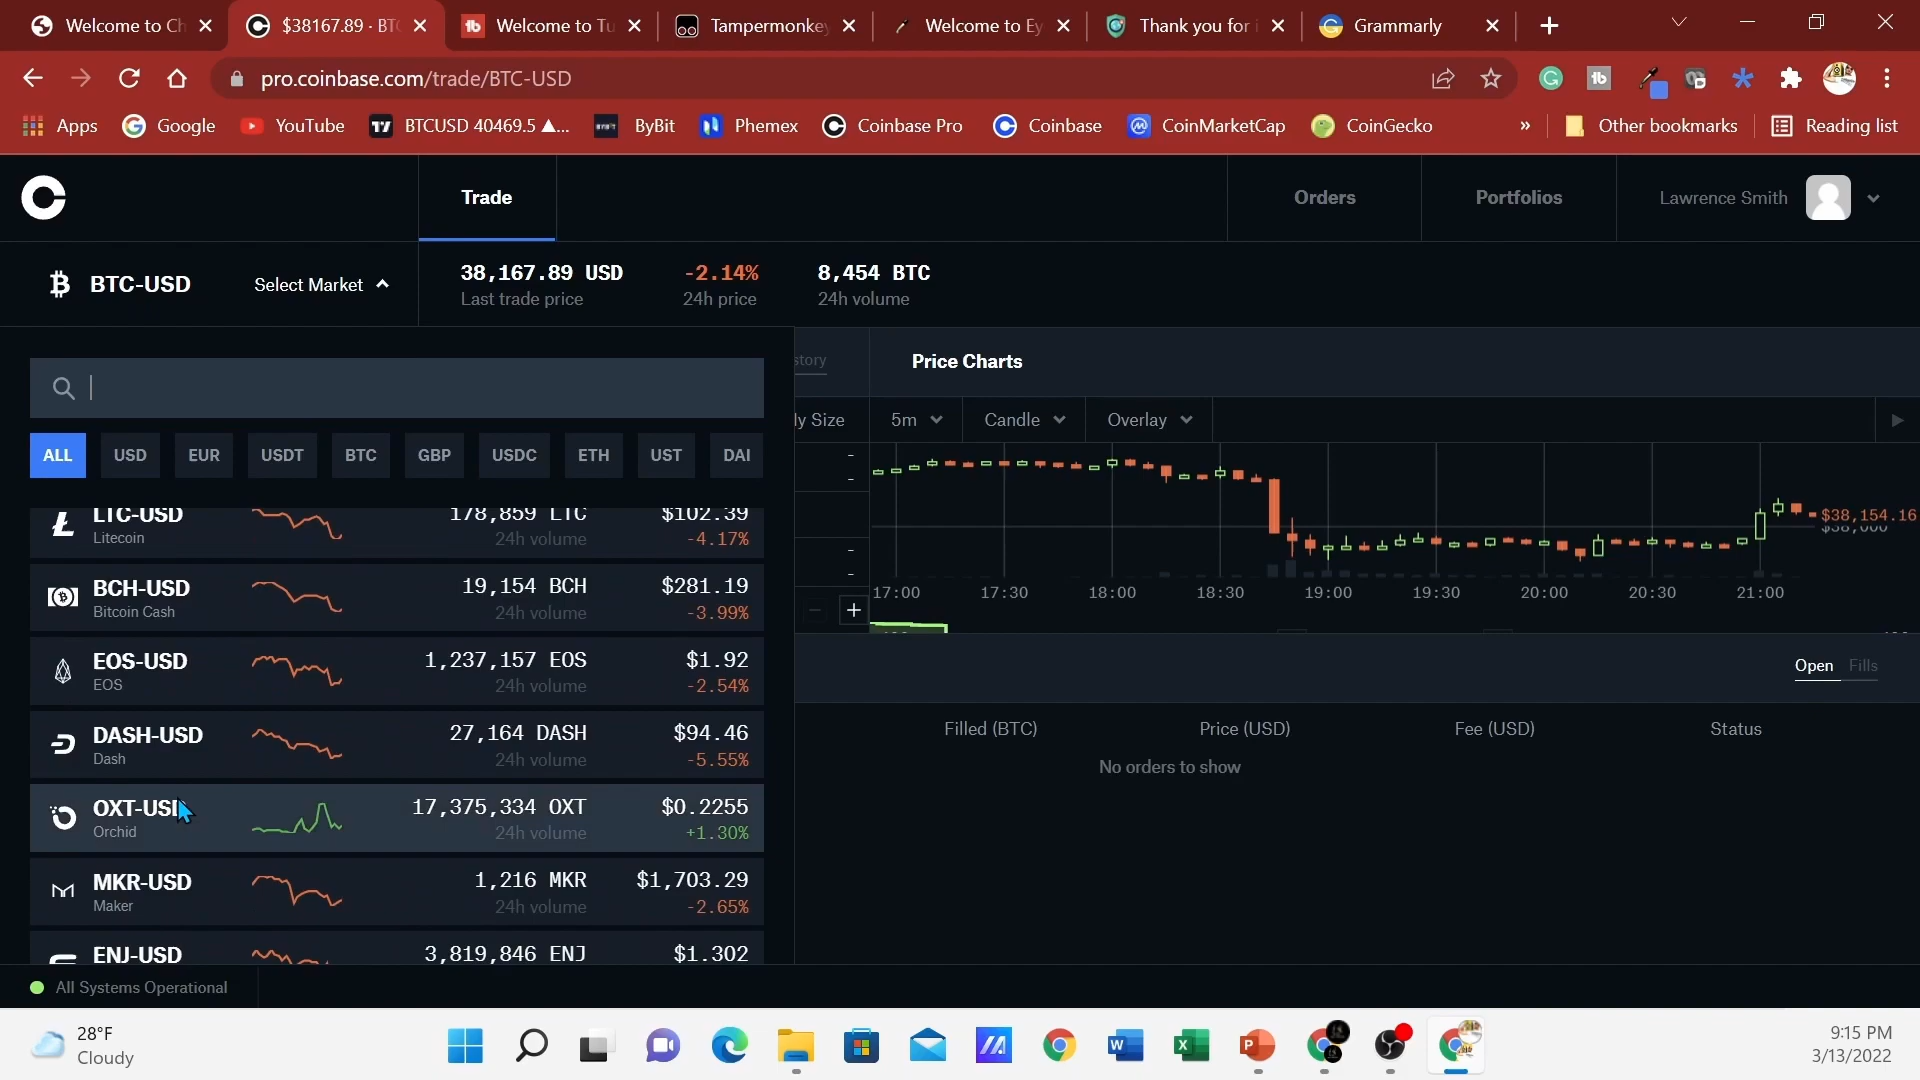 Welcome to Ch
$38167.89 · BTC
Welcome to Tu
Tampermonkey
Welcome to Ey
Thank you for i
Grammarly
pro.coinbase.com/trade/BTC-USD
Apps
Google
YouTube
BTCUSD 40469.5 ▲...
ByBit
Phemex
Coinbase Pro
Coinbase
CoinMarketCap
CoinGecko
»
Other bookmarks
Reading list
Trade
Orders
Portfolios
Lawrence Smith
BTC-USD
Select Market
38,167.89 USD
Last trade price
-2.14%
24h price
8,454 BTC
24h volume
story
Price Charts
ALL
USD
EUR
USDT
BTC
GBP
USDC
ETH
UST
DAI
ly Size
5m
Candle
Overlay
LTC-USD
Litecoin
178,859 LTC
24h volume
$102.39
-4.17%
BCH-USD
Bitcoin Cash
19,154 BCH
24h volume
$281.19
-3.99%
EOS-USD
EOS
1,237,157 EOS
24h volume
$1.92
-2.54%
DASH-USD
Dash
27,164 DASH
24h volume
$94.46
-5.55%
OXT-USD
Orchid
17,375,334 OXT
24h volume
$0.2255
+1.30%
MKR-USD
Maker
1,216 MKR
24h volume
$1,703.29
-2.65%
ENJ-USD
3,819,846 ENJ
$1.302
$38,154.16
$38,000
17:00
17:30
18:00
18:30
19:00
19:30
20:00
20:30
21:00
Open
Fills
Filled (BTC)
Price (USD)
Fee (USD)
Status
No orders to show
All Systems Operational
28°F
Cloudy
9:15 PM
3/13/2022